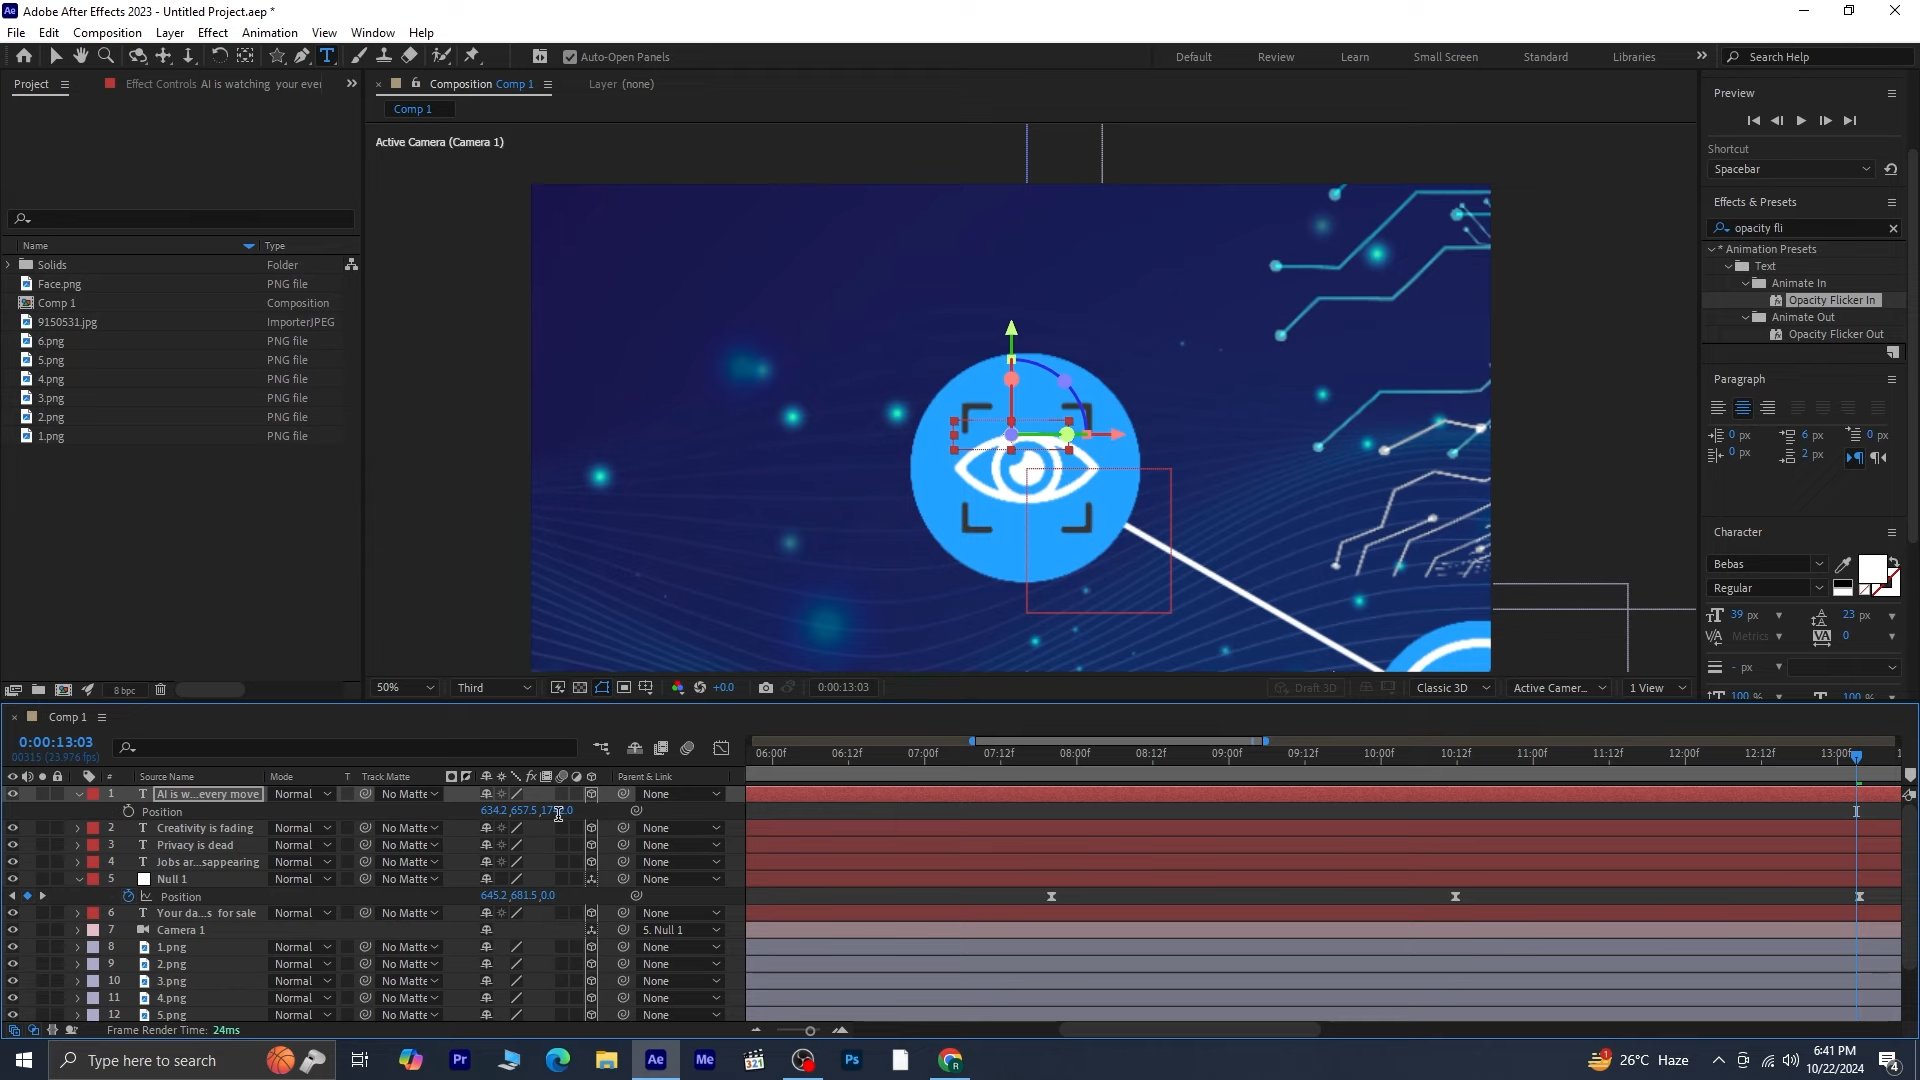 Adobe After Effects 2023 - Untitled Project.aep *
File Edit Composition Layer Effect Animation View Window Help
Auto-Open Panels Default Review Learn Small Screen Standard Libraries Search Help
Project Effect Controls AI is watching your ever
Composition Comp 1 Layer (none)
Comp 1
Active Camera (Camera 1)
Name Type
Solids Folder
Face.png PNG file
Comp 1 Composition
9150531.jpg ImporterJPEG
6.png PNG file
5.png PNG file
4.png PNG file
3.png PNG file
2.png PNG file
1.png PNG file
8 bpc
50% Third +0.0 0:00:13:03 Draft 3D Classic 3D Active Camer... 1 View
Preview
Shortcut
Spacebar
Effects & Presets
opacity fli
* Animation Presets
Text
Animate In
Opacity Flicker In
Animate Out
Opacity Flicker Out
Paragraph
0 px 6 px 0 px
0 px 2 px
Character
Bebas
Regular
39 px 23 px
Metrics 0
- px
100 % 100 %
Comp 1
0:00:13:03
00315 (23.976 fps)
06:00f 06:12f 07:00f 07:12f 08:00f 08:12f 09:00f 09:12f 10:00f 10:12f 11:00f 11:12f 12:00f 12:12f 13:00f
# Source Name Mode T Track Matte Parent & Link
1 T AI is w...every move Normal No Matte None
Position 634.2,657.5
2 T Creativity is fading Normal No Matte None
3 T Privacy is dead Normal No Matte None
4 T Jobs ar...sappearing Normal No Matte None
5 Null 1 Normal No Matte None
Position 645.2,681.5,0.0
6 T Your da...s for sale Normal No Matte None
7 Camera 1 5. Null 1
8 1.png Normal No Matte None
9 2.png Normal No Matte None
10 3.png Normal No Matte None
11 4.png Normal No Matte None
12 5.png Normal No Matte None
Frame Render Time: 24ms
Type here to search
Pr Ae Me 321 Ps
26°C Haze
6:41 PM
10/22/2024
4